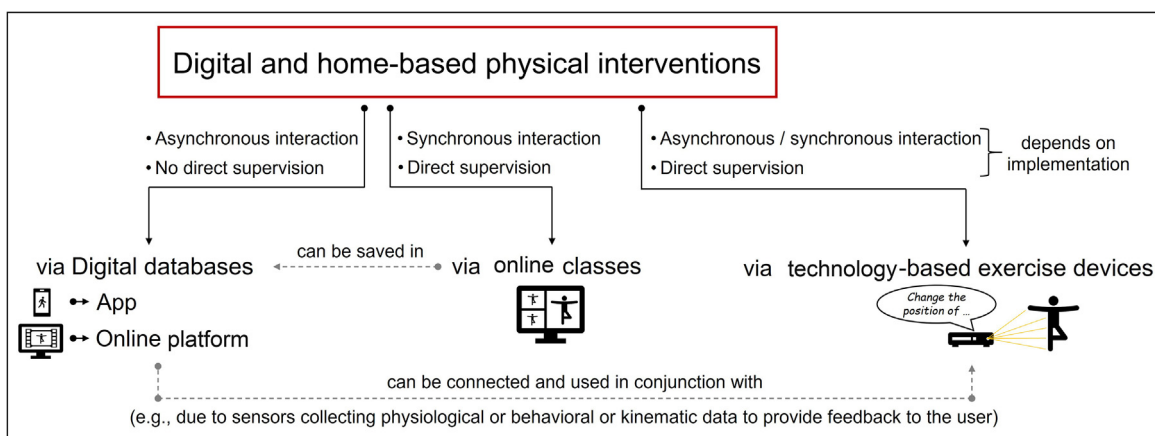 Digital and home-based physical interventions
• Asynchronous interaction
• No direct supervision
• Synchronous interaction
• Direct supervision
• Asynchronous / synchronous interaction
• Direct supervision
depends on
implementation
via Digital databases
can be saved in
via online classes
via technology-based exercise devices
App
Online platform
Change the
position of ...
can be connected and used in conjunction with
(e.g., due to sensors collecting physiological or behavioral or kinematic data to provide feedback to the user)